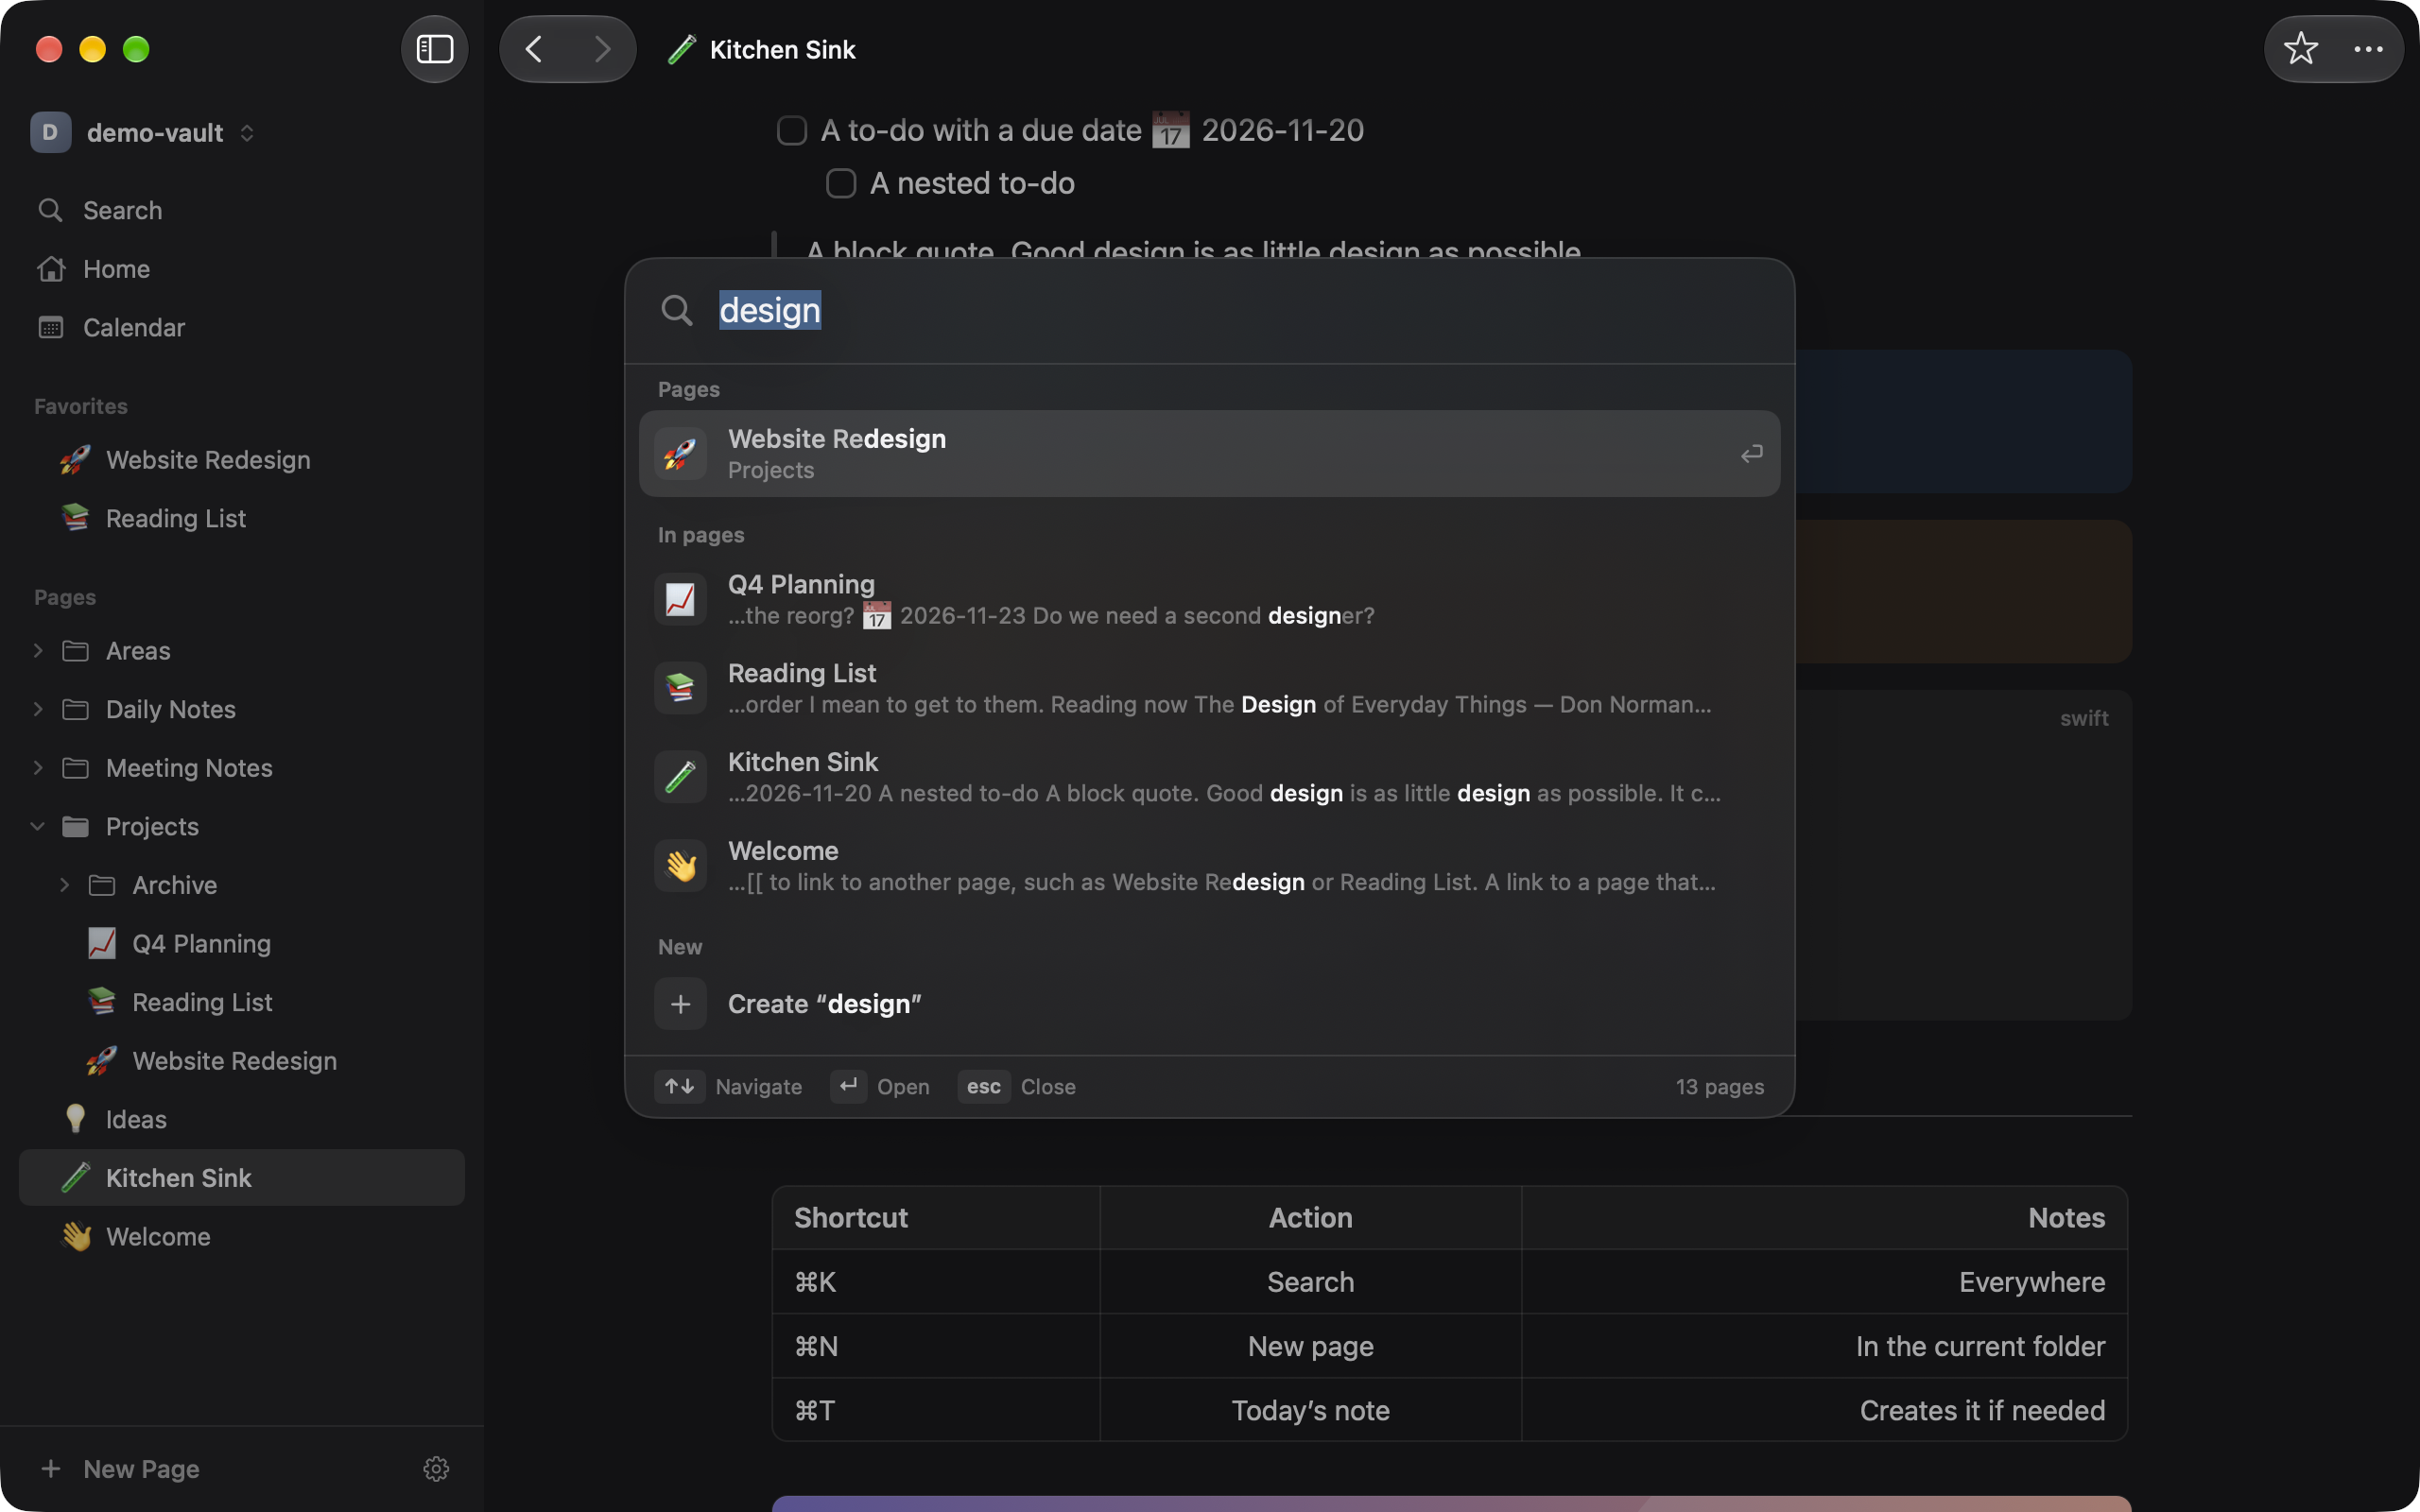 Kitchen Sink
D demo-vault
Search
Home
Calendar
Favorites
Website Redesign
Reading List
Pages
Areas
Daily Notes
Meeting Notes
Projects
Archive
Q4 Planning
Reading List
Website Redesign
Ideas
Kitchen Sink
Welcome
New Page
A to-do with a due date 📅 2026-11-20
A nested to-do
A block quote. Good design is as little design as possible.
design
Pages
Website Redesign
Projects
In pages
Q4 Planning
...the reorg? 📅 2026-11-23 Do we need a second designer?
Reading List
...order I mean to get to them. Reading now The Design of Everyday Things — Don Norman...
Kitchen Sink
...2026-11-20 A nested to-do A block quote. Good design is as little design as possible. It c...
Welcome
...[[ to link to another page, such as Website Redesign or Reading List. A link to a page that...
New
Create “design”
↑↓ Navigate ↵ Open esc Close 13 pages
swift
Shortcut Action Notes
⌘K Search Everywhere
⌘N New page In the current folder
⌘T Today’s note Creates it if needed